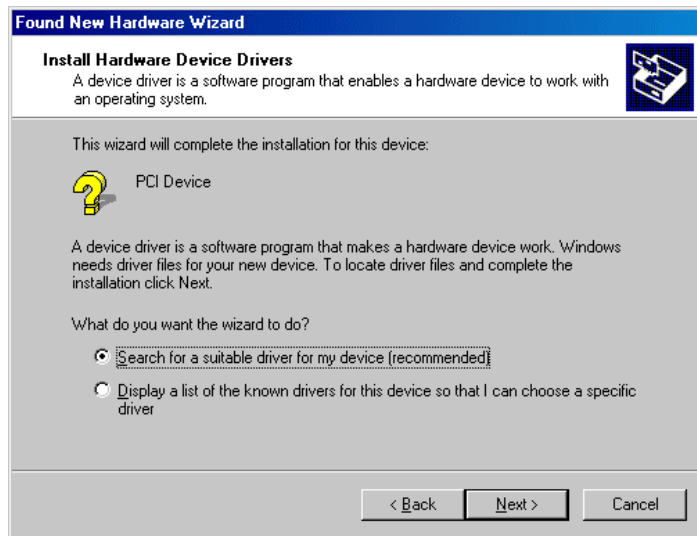 Found New Hardware Wizard
Install Hardware Device Drivers
A device driver is a software program that enables a hardware device to work with
an operating system.
This wizard will complete the installation for this device:
PCI Device
A device driver is a software program that makes a hardware device work. Windows
needs driver files for your new device. To locate driver files and complete the
installation click Next.
What do you want the wizard to do?
Search for a suitable driver for my device (recommended)
Display a list of the known drivers for this device so that I can choose a specific
driver
< Back Next > Cancel